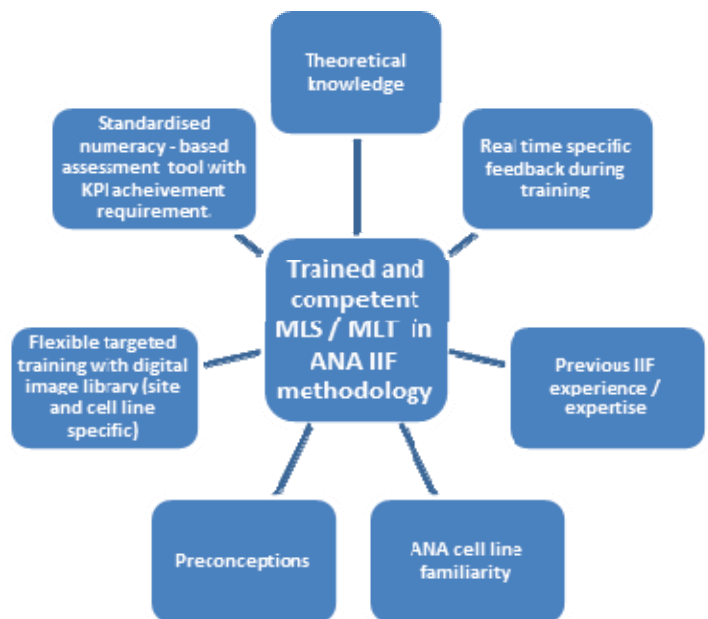 Theoretical
knowledge
Standardised
numeracy - based
assessment tool with
KPI acheivement
requirement.
Real time specific
feedback during
training
Trained and
competent
MLS / MLT in
ANA IIF
methodology
Flexible targeted
training with digital
image library (site
and cell line
specific)
Previous IIF
experience /
expertise
Preconceptions
ANA cell line
familiarity